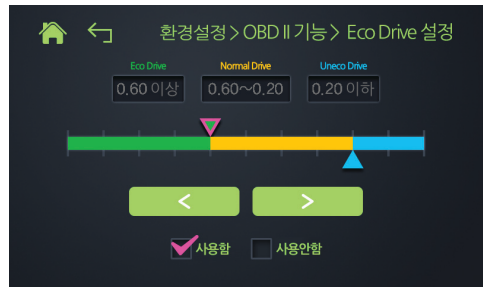 환경설정 > OBD II 기능 > Eco Drive 설정
Eco Drive Normal Drive Uneco Drive
0.60 이상 0.60~0.20 0.20 이하
< >
사용함 사용안함